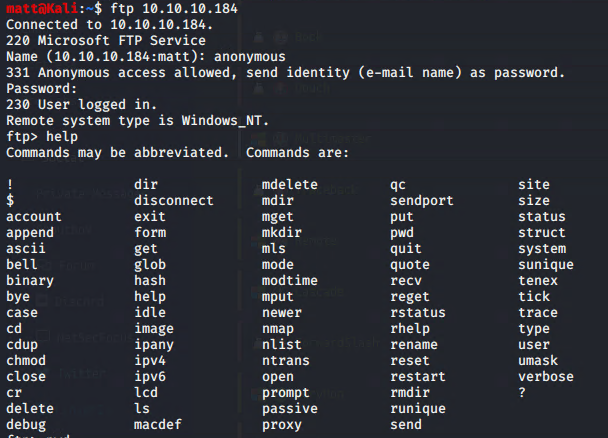 matt@Kali:~$ ftp 10.10.10.184
Connected to 10.10.10.184.
220 Microsoft FTP Service
Name (10.10.10.184:matt): anonymous
331 Anonymous access allowed, send identity (e-mail name) as password.
Password:
230 User logged in.
Remote system type is Windows_NT.
ftp> help
Commands may be abbreviated.  Commands are:

! dir mdelete qc site
$ disconnect mdir sendport size
account exit mget put status
append form mkdir pwd struct
ascii get mls quit system
bell glob mode quote sunique
binary hash modtime recv tenex
bye help mput reget tick
case idle newer rstatus trace
cd image nmap rhelp type
cdup ipany nlist rename user
chmod ipv4 ntrans reset umask
close ipv6 open restart verbose
cr lcd prompt rmdir ?
delete ls passive runique
debug macdef proxy send